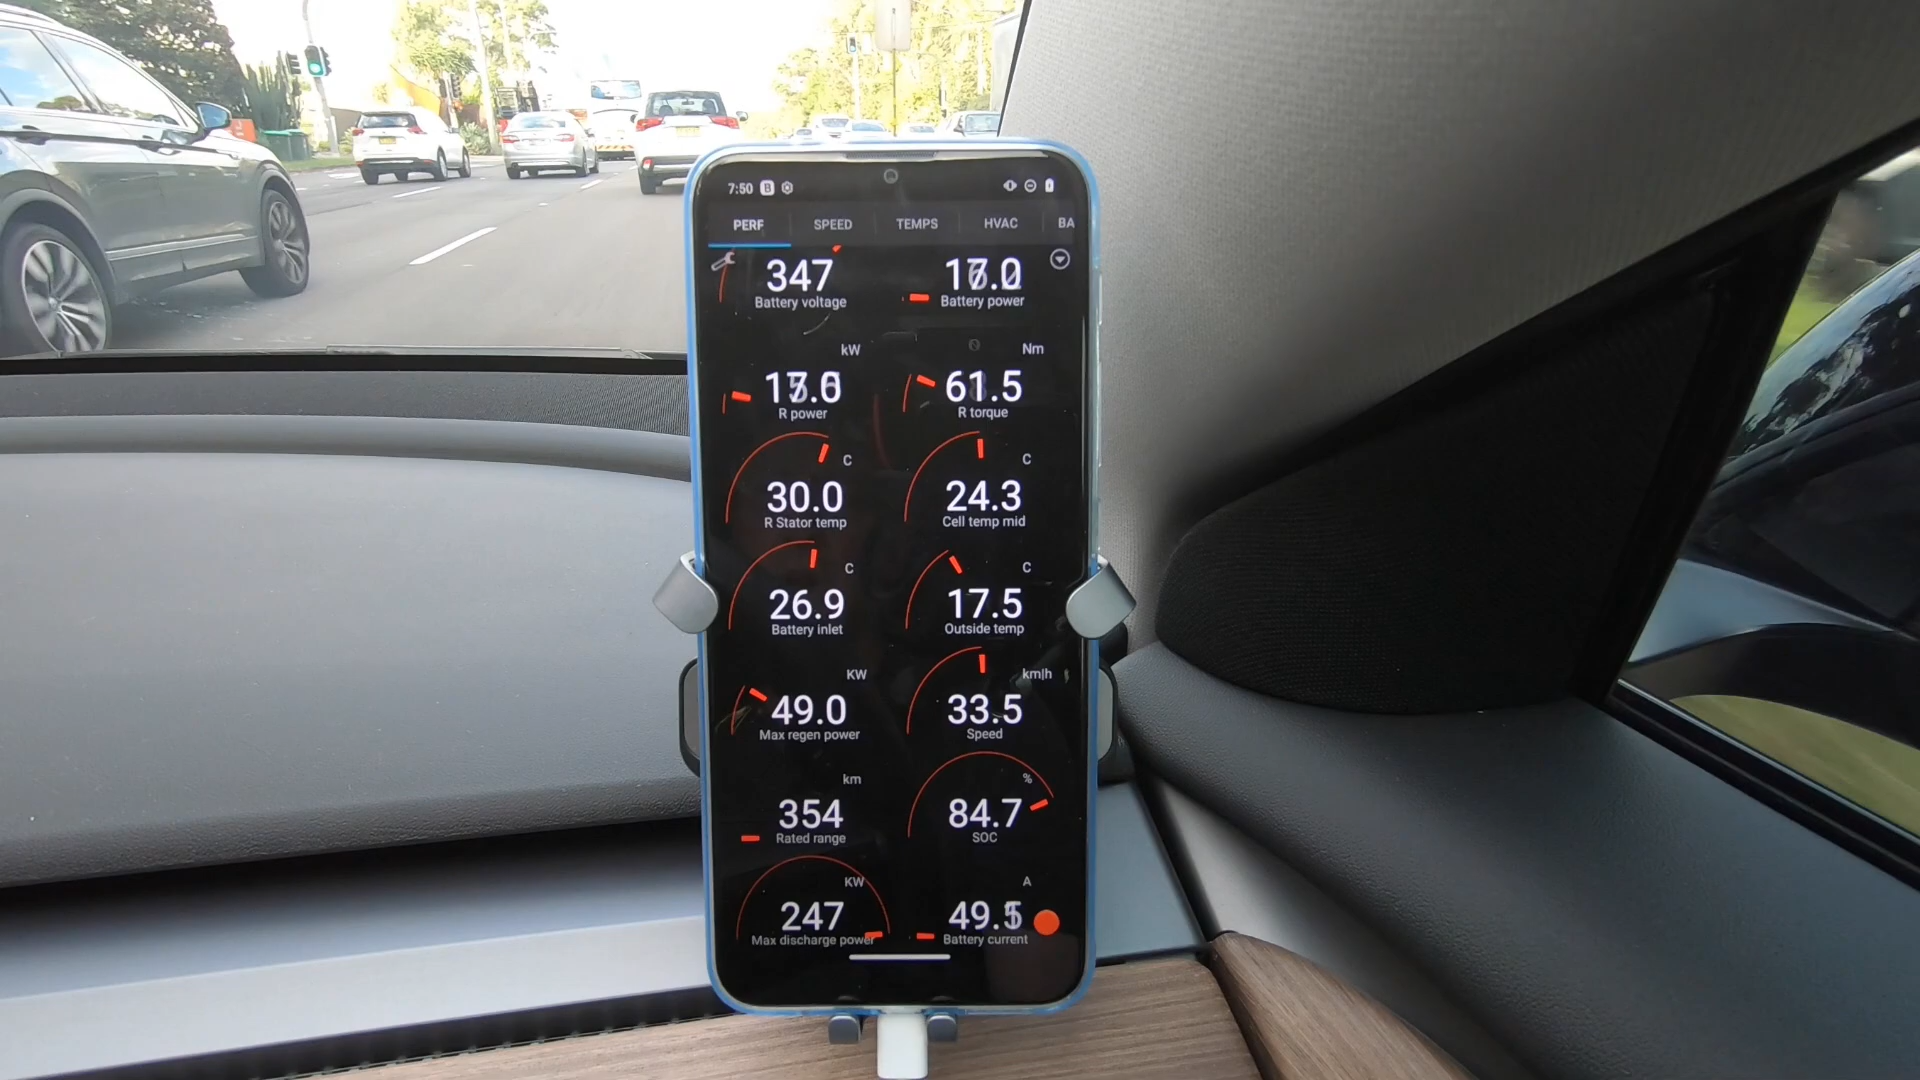 7:50 B
PERF SPEED TEMPS HVAC BA
347
Battery voltage
Battery power
kW Nm
61.5
R power R torque
C C
30.0 24.3
R Stator temp Cell temp mid
C C
26.9 17.5
Battery inlet Outside temp
KW km|h
49.0 33.5
Max regen power Speed
km %
354 84.7
Rated range SOC
KW A
247
Max discharge power Battery current